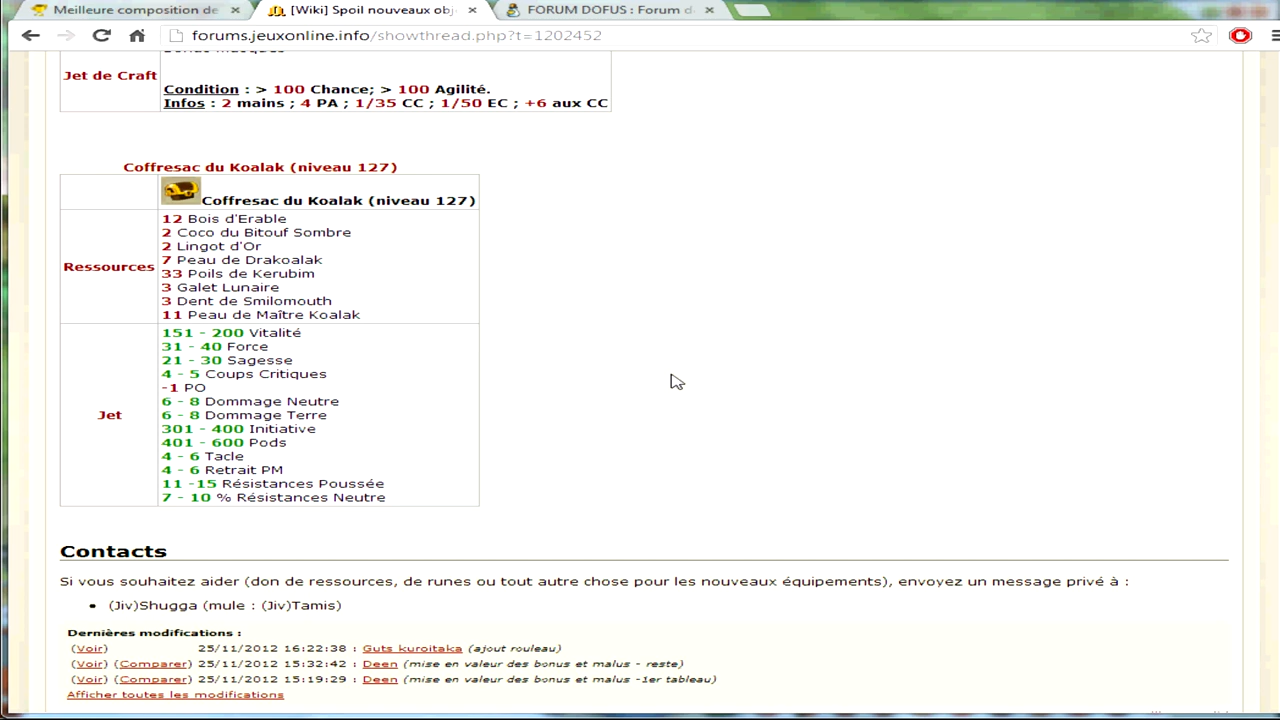 Meilleure composition de
[Wiki] Spoil nouveaux obj
FORUM DOFUS : Forum d
forums.jeuxonline.info/showthread.php?t=1202452
Jet de Craft
Condition : > 100 Chance; > 100 Agilité.
Infos : 2 mains ; 4 PA ; 1/35 CC ; 1/50 EC ; +6 aux CC
Coffresac du Koalak (niveau 127)
Coffresac du Koalak (niveau 127)
Ressources
12 Bois d'Erable
2 Coco du Bitouf Sombre
2 Lingot d'Or
7 Peau de Drakoalak
33 Poils de Kerubim
3 Galet Lunaire
3 Dent de Smilomouth
11 Peau de Maître Koalak
Jet
151 - 200 Vitalité
31 - 40 Force
21 - 30 Sagesse
4 - 5 Coups Critiques
-1 PO
6 - 8 Dommage Neutre
6 - 8 Dommage Terre
301 - 400 Initiative
401 - 600 Pods
4 - 6 Tacle
4 - 6 Retrait PM
11 -15 Résistances Poussée
7 - 10 % Résistances Neutre
Contacts
Si vous souhaitez aider (don de ressources, de runes ou tout autre chose pour les nouveaux équipements), envoyez un message privé à :
• (Jiv)Shugga (mule : (Jiv)Tamis)
Dernières modifications :
(Voir) 25/11/2012 16:22:38 : Guts kuroitaka (ajout rouleau)
(Voir) (Comparer) 25/11/2012 15:32:42 : Deen (mise en valeur des bonus et malus - reste)
(Voir) (Comparer) 25/11/2012 15:19:29 : Deen (mise en valeur des bonus et malus -1er tableau)
Afficher toutes les modifications